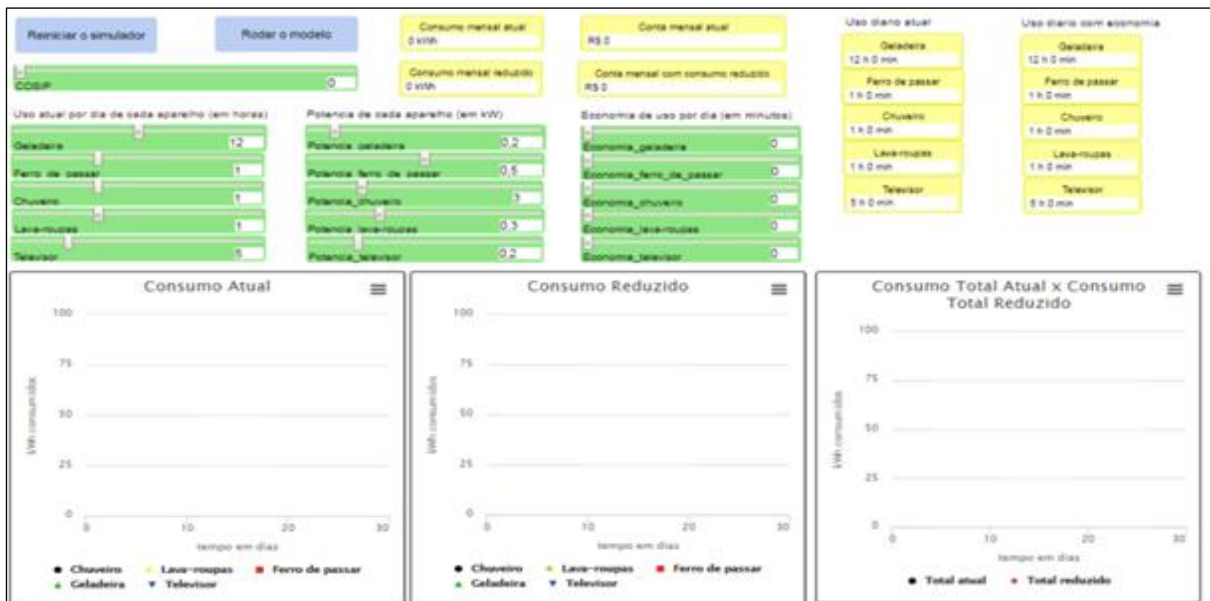 Reiniciar o simulador
Rodar o modelo
Consumo mensal atual
0 kWh
Conta mensal atual
R$ 0
COSIP
0
Consumo mensal reduzido
0 kWh
Conta mensal com consumo reduzido
R$ 0
Uso atual por dia de cada aparelho (em horas)
Geladeira 12
Ferro_de_passar 1
Chuveiro 1
Lava-roupas 1
Televisor 5
Potencia de cada aparelho (em kW)
Potencia_geladeira 0,2
Potencia_ferro_de_passar 0,5
Potencia_chuveiro 3
Potencia_lava-roupas 0,3
Potencia_televisor 0,2
Economia de uso por dia (em minutos)
Economia_geladeira 0
Economia_ferro_de_passar 0
Economia_chuveiro 0
Economia_lava-roupas 0
Economia_televisor 0
Uso diario atual
Geladeira
12 h 0 min
Ferro de passar
1 h 0 min
Chuveiro
1 h 0 min
Lava-roupas
1 h 0 min
Televisor
5 h 0 min
Uso diario com economia
Geladeira
12 h 0 min
Ferro de passar
1 h 0 min
Chuveiro
1 h 0 min
Lava-roupas
1 h 0 min
Televisor
5 h 0 min
Consumo Atual
kWh consumidos
100
75
50
25
0
0 10 20 30
tempo em dias
Chuveiro Lava-roupas Ferro de passar
Geladeira Televisor
Consumo Reduzido
kWh consumidos
100
75
50
25
0
0 10 20 30
tempo em dias
Chuveiro Lava-roupas Ferro de passar
Geladeira Televisor
Consumo Total Atual x Consumo
Total Reduzido
kWh consumidos
100
75
50
25
0
0 10 20 30
tempo em dias
Total atual Total reduzido